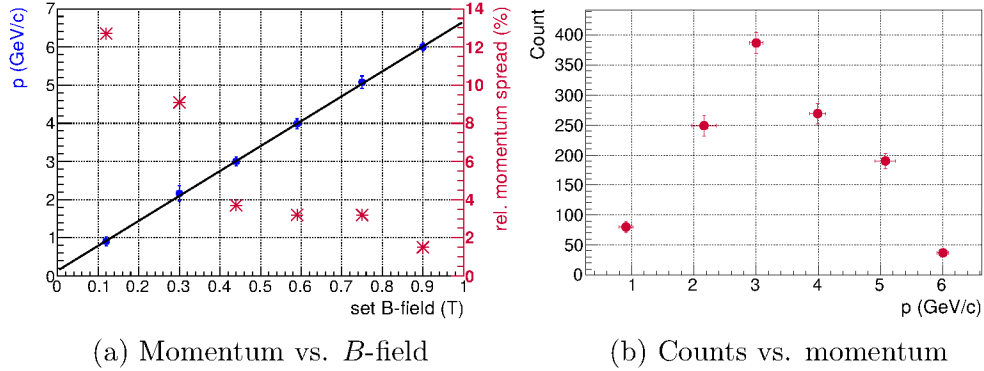 p (GeV/c)
7
6
5
4
3
2
1
0
0 0.1 0.2 0.3 0.4 0.5 0.6 0.7 0.8 0.9 1
set B-field (T)
14
12
10
8
6
4
2
0
rel. momentum spread (%)
(a) Momentum vs. B-field
Count
400
350
300
250
200
150
100
50
0
1 2 3 4 5 6
p (GeV/c)
(b) Counts vs. momentum